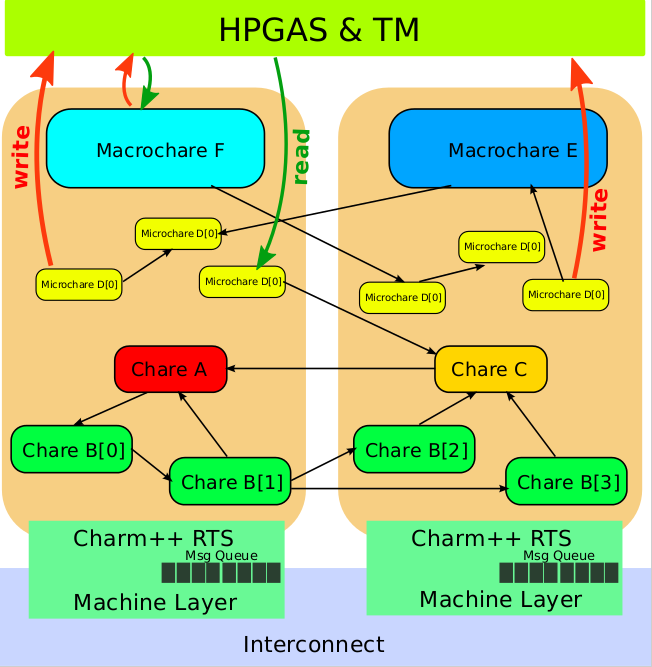 HPGAS & TM
write
read
write
Macrochare F
Macrochare E
Microchare D[0]
Microchare D[0]
Microchare D[0]
Microchare D[0]
Microchare D[0]
Microchare D[0]
Chare A
Chare C
Chare B[0]
Chare B[1]
Chare B[2]
Chare B[3]
Charm++ RTS
Msg Queue
Machine Layer
Charm++ RTS
Msg Queue
Machine Layer
Interconnect